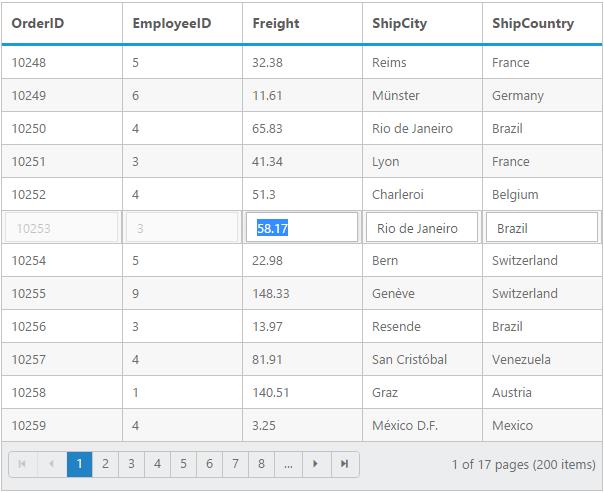 OrderID EmployeeID Freight ShipCity ShipCountry
10248 5 32.38 Reims France
10249 6 11.61 Münster Germany
10250 4 65.83 Rio de Janeiro Brazil
10251 3 41.34 Lyon France
10252 4 51.3 Charleroi Belgium
10253 3 58.17 Rio de Janeiro Brazil
10254 5 22.98 Bern Switzerland
10255 9 148.33 Genève Switzerland
10256 3 13.97 Resende Brazil
10257 4 81.91 San Cristóbal Venezuela
10258 1 140.51 Graz Austria
10259 4 3.25 México D.F. Mexico
1 2 3 4 5 6 7 8 ... 1 of 17 pages (200 items)